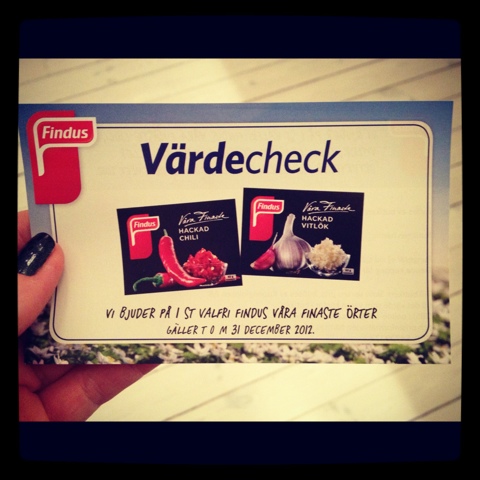 Findus
Värdecheck
Findus
Våra Finaste
HACKAD
CHILI
Findus
Våra Finaste
HACKAD
VITLÖK
VI BJUDER PÅ 1 ST VALFRI FINDUS VÅRA FINASTE ÖRTER
GÄLLER T O M 31 DECEMBER 2012.